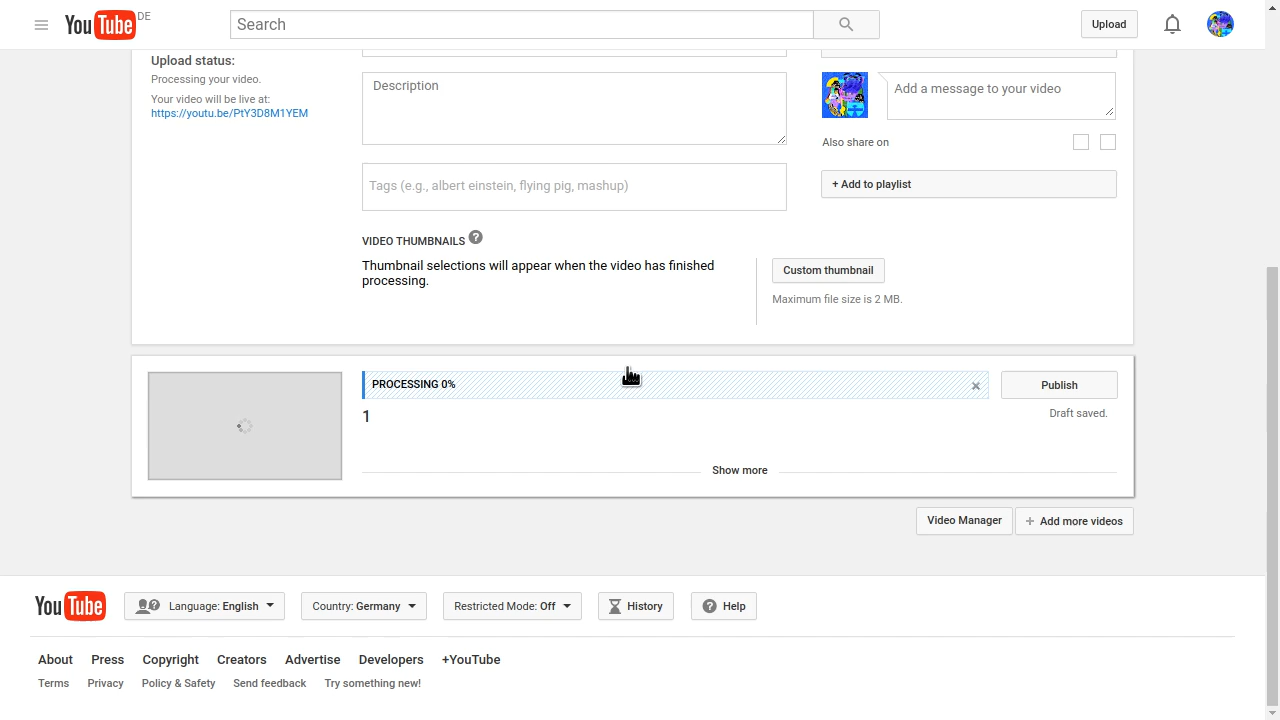 YouTube DE
Search
Upload
Upload status:
Processing your video.
Your video will be live at:
https://youtu.be/PtY3D8M1YEM
Description
Tags (e.g., albert einstein, flying pig, mashup)
Add a message to your video
Also share on
+ Add to playlist
VIDEO THUMBNAILS ?
Thumbnail selections will appear when the video has finished
processing.
Custom thumbnail
Maximum file size is 2 MB.
PROCESSING 0%
Publish
1
Draft saved.
Show more
Video Manager
+ Add more videos
YouTube
Language: English
Country: Germany
Restricted Mode: Off
History
Help
About Press Copyright Creators Advertise Developers +YouTube
Terms Privacy Policy & Safety Send feedback Try something new!